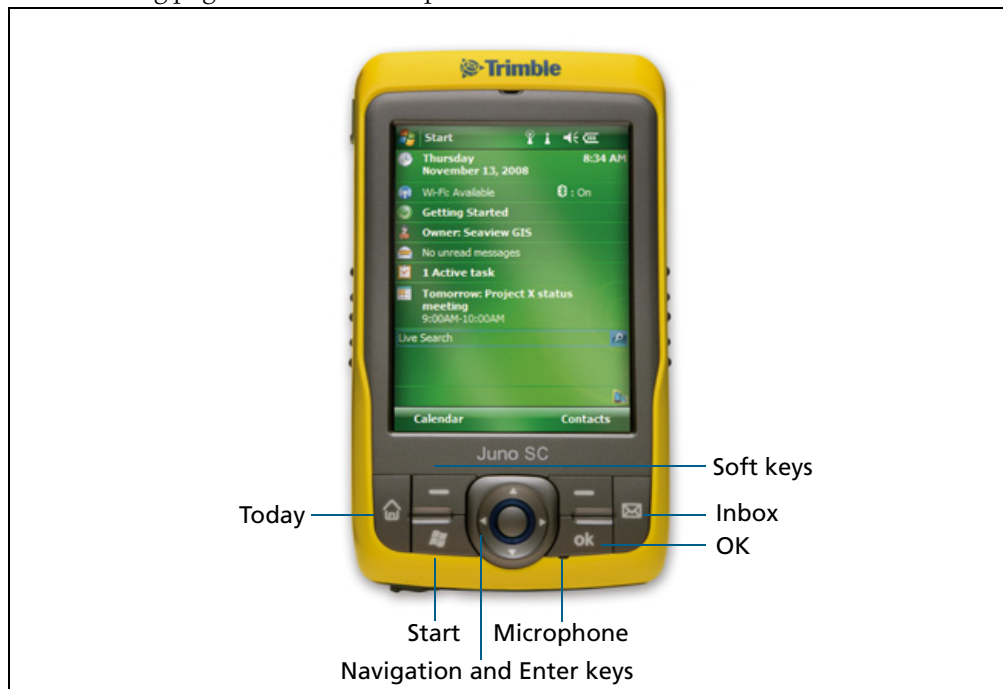 Trimble
Start
Thursday 8:34 AM
November 13, 2008
Wi-Fi: Available : On
Getting Started
Owner: Seaview GIS
No unread messages
1 Active task
Tomorrow: Project X status
meeting
9:00AM-10:00AM
Live Search
Calendar Contacts
Juno SC
Soft keys
Today
Inbox
ok
OK
Start Microphone
Navigation and Enter keys